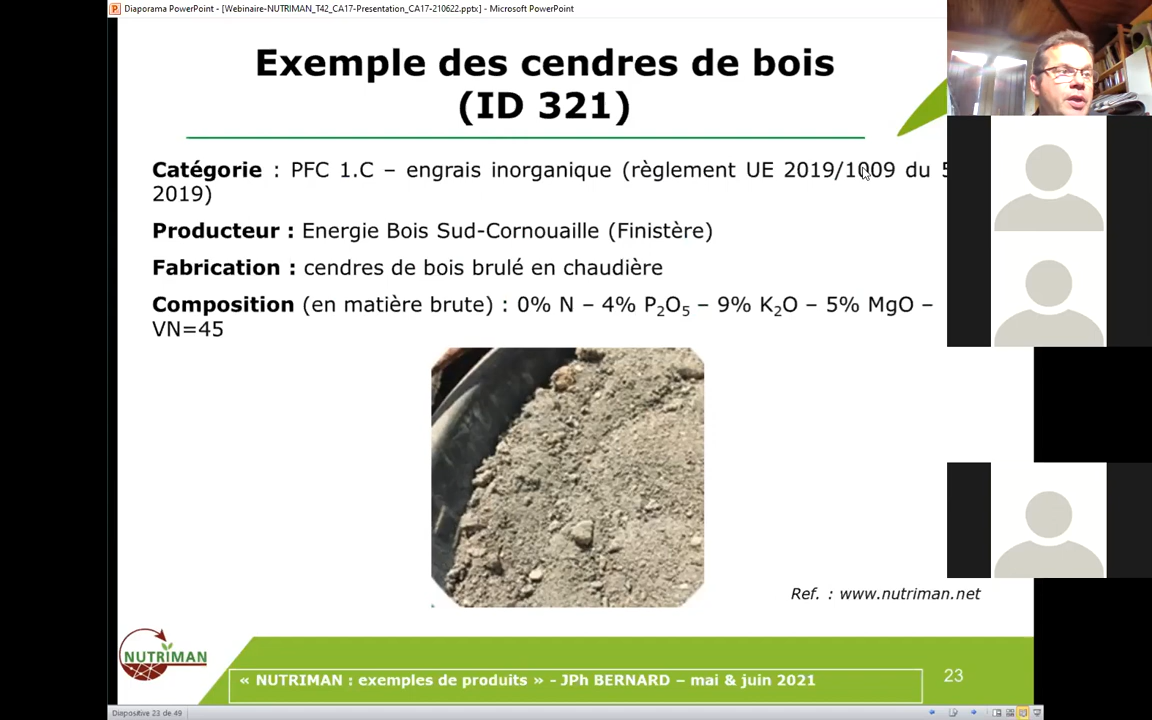 Diaporama PowerPoint - [Webinaire-NUTRIMAN_T42_CA17-Presentation_CA17-210622.pptx] - Microsoft PowerPoint
Exemple des cendres de bois
(ID 321)
Catégorie : PFC 1.C – engrais inorganique (règlement UE 2019/1009 du 5
2019)
Producteur : Energie Bois Sud-Cornouaille (Finistère)
Fabrication : cendres de bois brulé en chaudière
Composition (en matière brute) : 0% N – 4% P₂O₅ – 9% K₂O – 5% MgO –
VN=45
Ref. : www.nutriman.net
NUTRIMAN
« NUTRIMAN : exemples de produits » - JPh BERNARD – mai & juin 2021
23
Diapositive 23 de 49